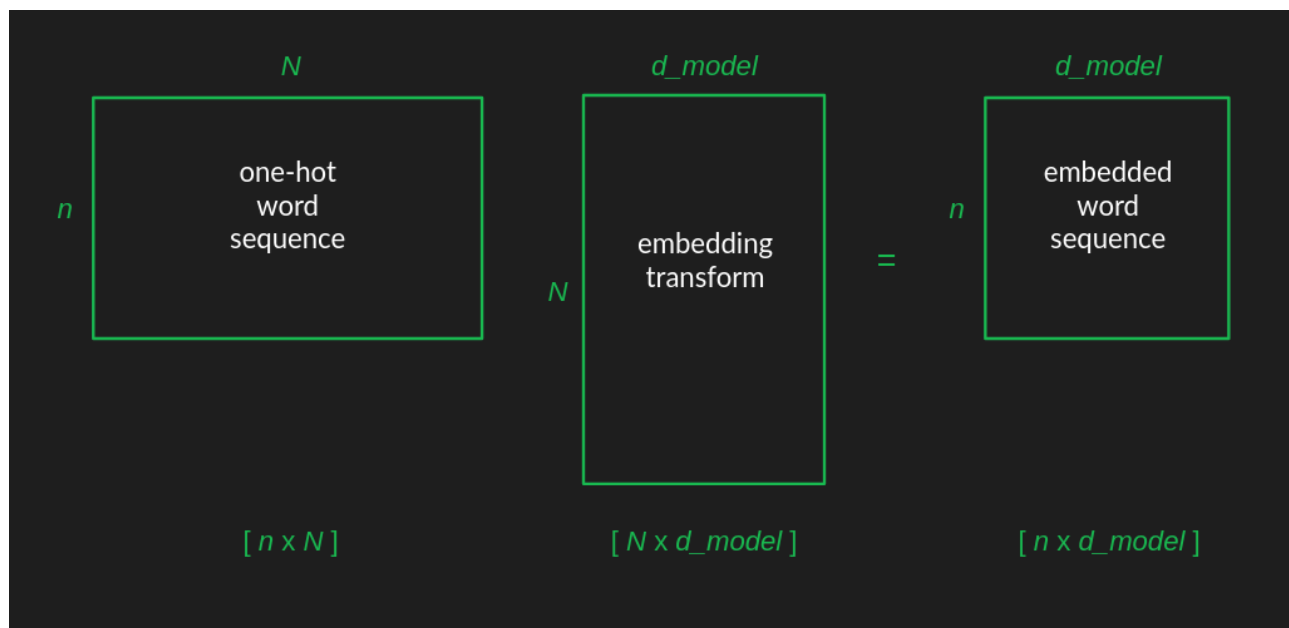 N
d_model
d_model
n
one-hot
word
sequence
N
embedding
transform
=
n
embedded
word
sequence
[ n x N ]
[ N x d_model ]
[ n x d_model ]